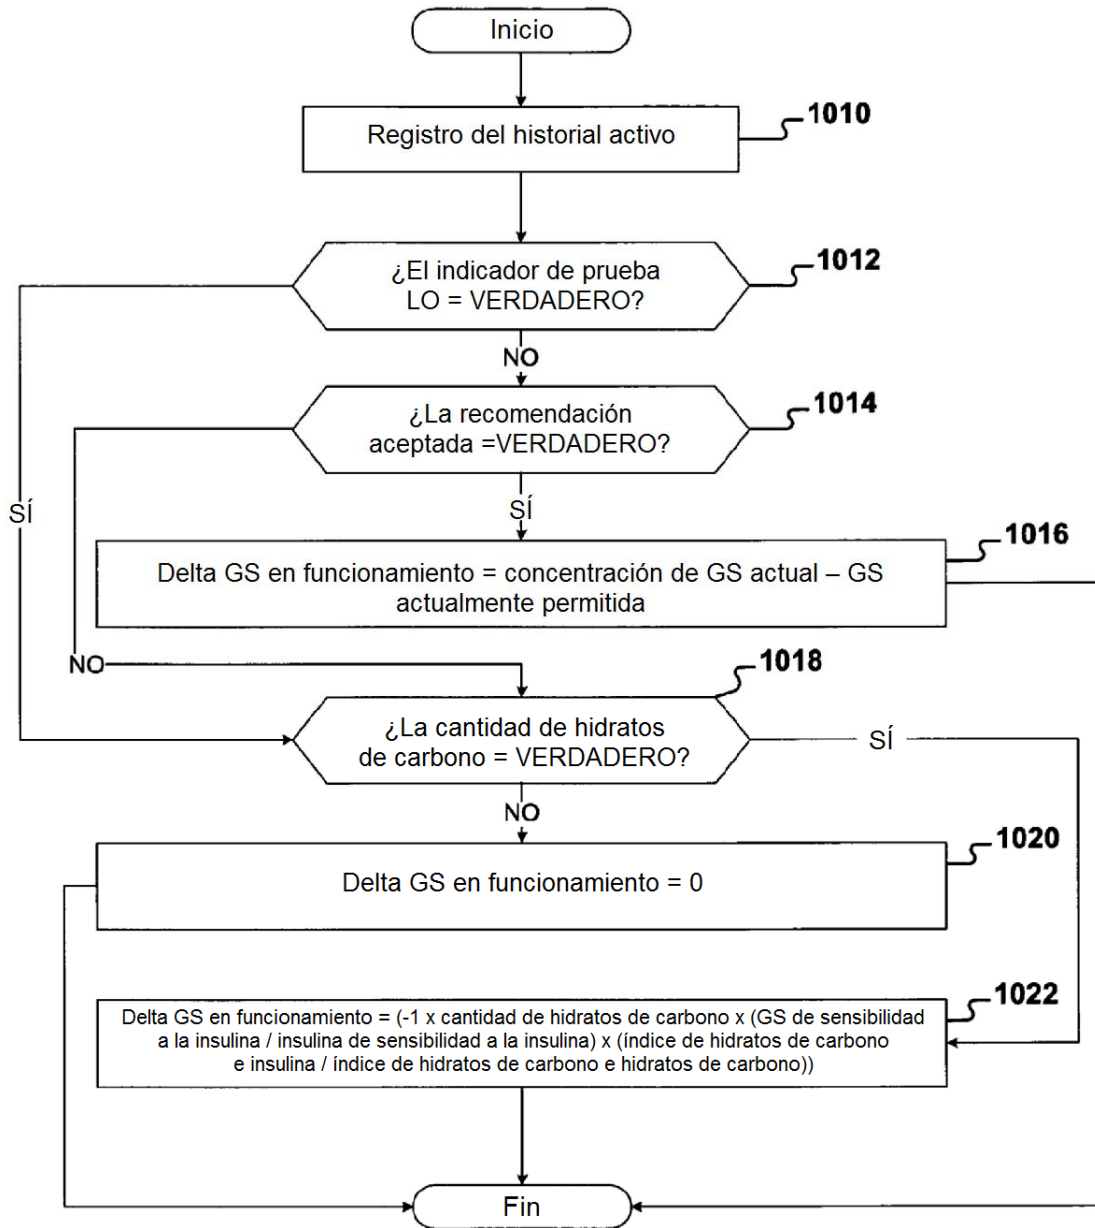 Inicio
Registro del historial activo
1010
¿El indicador de prueba
LO = VERDADERO?
1012
NO
¿La recomendación
aceptada =VERDADERO?
1014
SÍ
SÍ
Delta GS en funcionamiento = concentración de GS actual – GS
actualmente permitida
1016
NO
¿La cantidad de hidratos
de carbono = VERDADERO?
1018
SÍ
NO
Delta GS en funcionamiento = 0
1020
Delta GS en funcionamiento = (-1 x cantidad de hidratos de carbono x (GS de sensibilidad
a la insulina / insulina de sensibilidad a la insulina) x (índice de hidratos de carbono
e insulina / índice de hidratos de carbono e hidratos de carbono))
1022
Fin